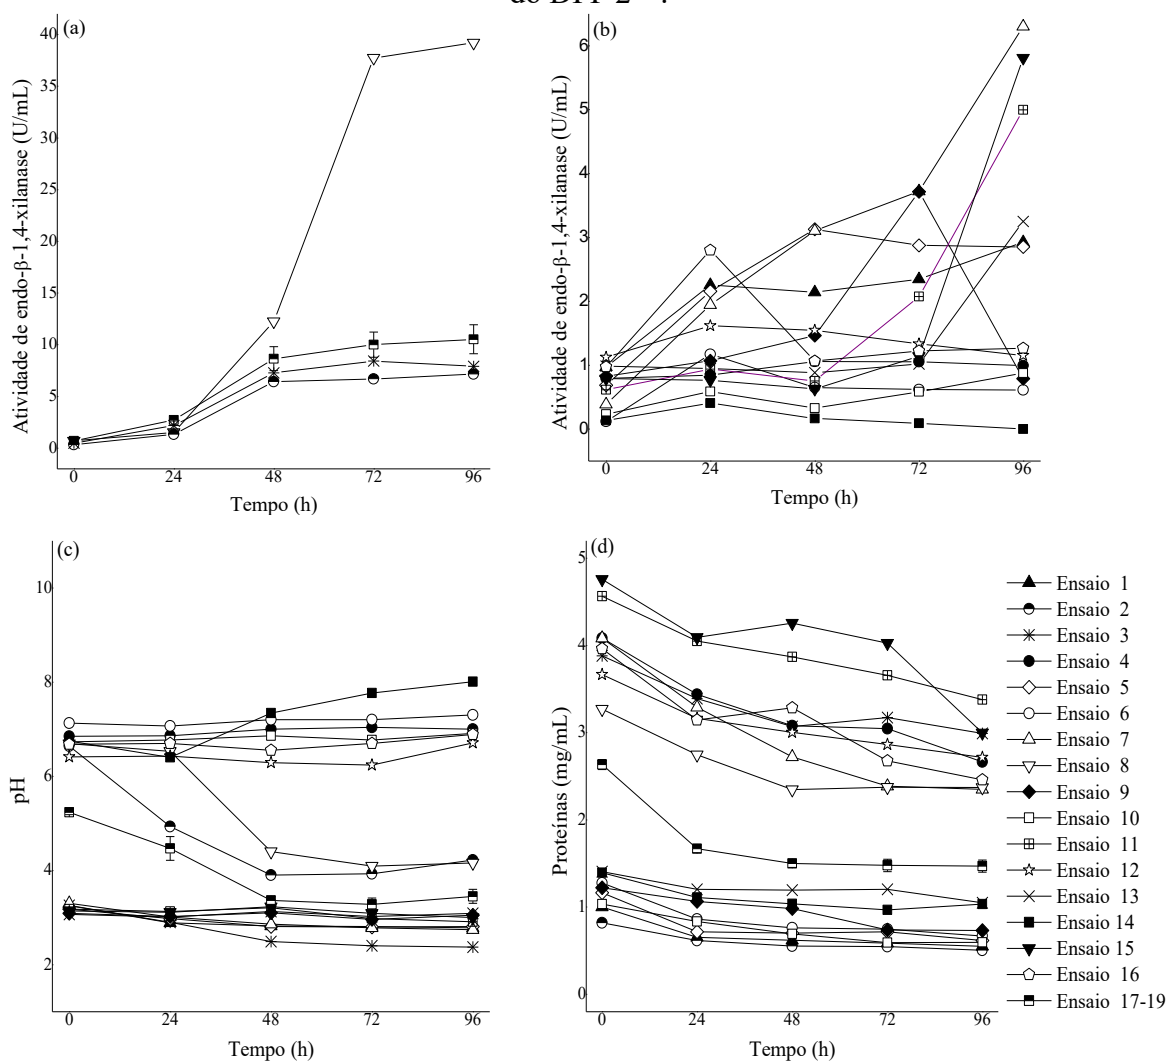 (a)
40
35
30
25
20
15
10
5
0
0 24 48 72 96
Tempo (h)
Atividade de endo-β-1,4-xilanase (U/mL)
(b)
6
5
4
3
2
1
0
0 24 48 72 96
Tempo (h)
Atividade de endo-β-1,4-xilanase (U/mL)
(c)
10
8
6
4
2
0 24 48 72 96
Tempo (h)
pH
(d)
5
4
3
2
1
0
0 24 48 72 96
Tempo (h)
Proteínas (mg/mL)
Ensaio 1
Ensaio 2
Ensaio 3
Ensaio 4
Ensaio 5
Ensaio 6
Ensaio 7
Ensaio 8
Ensaio 9
Ensaio 10
Ensaio 11
Ensaio 12
Ensaio 13
Ensaio 14
Ensaio 15
Ensaio 16
Ensaio 17-19